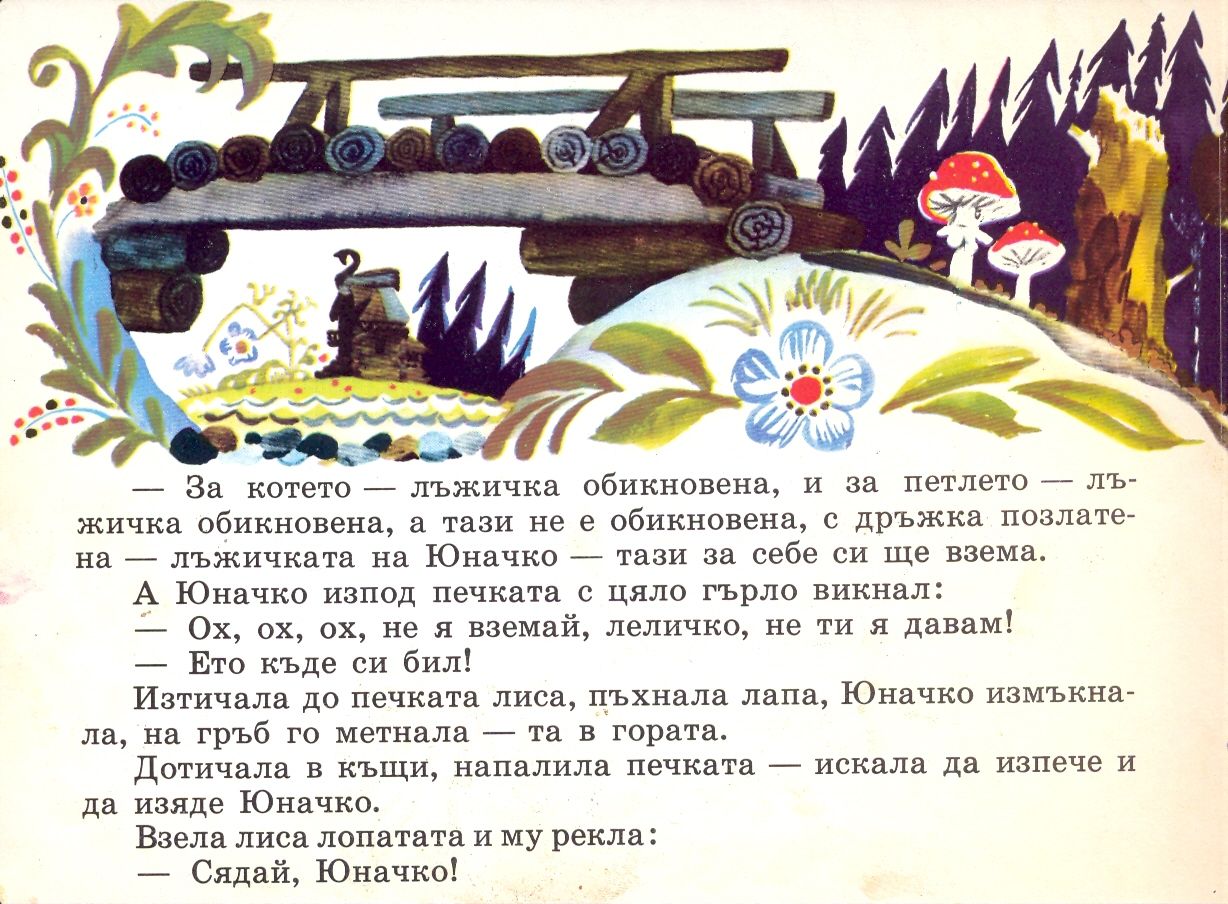 — За котето — лъжичка обикновена, и за петлето — лъ-
жичка обикновена, а тази не е обикновена, с дръжка позлате-
на — лъжичката на Юначко — тази за себе си ще взема.
А Юначко изпод печката с цяло гърло викнал:
— Ох, ох, ох, не я вземай, леличко, не ти я давам!
— Ето къде си бил!
Изтичала до печката лиса, пъхнала лапа, Юначко измъкна-
ла, на гръб го метнала — та в гората.
Дотичала в къщи, напалила печката — искала да изпече и
да изяде Юначко.
Взела лиса лопатата и му рекла:
— Сядай, Юначко!